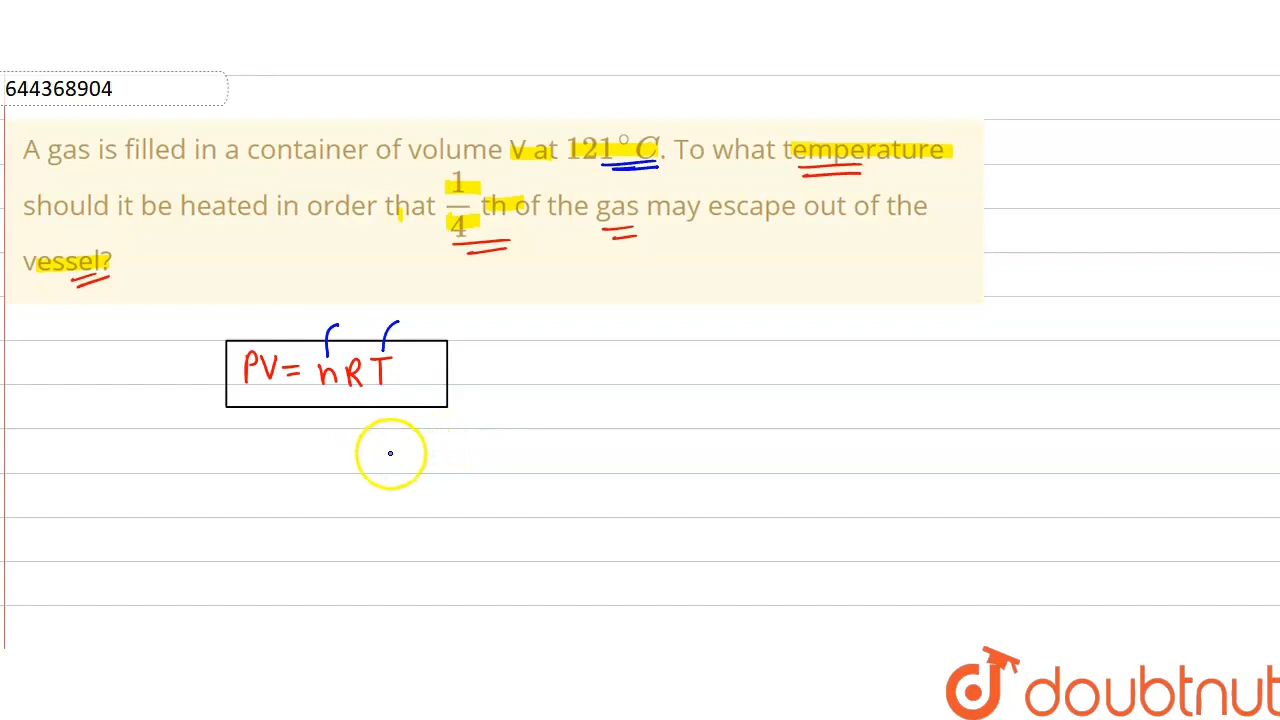 644368904
A gas is filled in a container of volume V at 121°C. To what temperature
should it be heated in order that 1/4 th of the gas may escape out of the
vessel?
PV = nRT
doubtnut